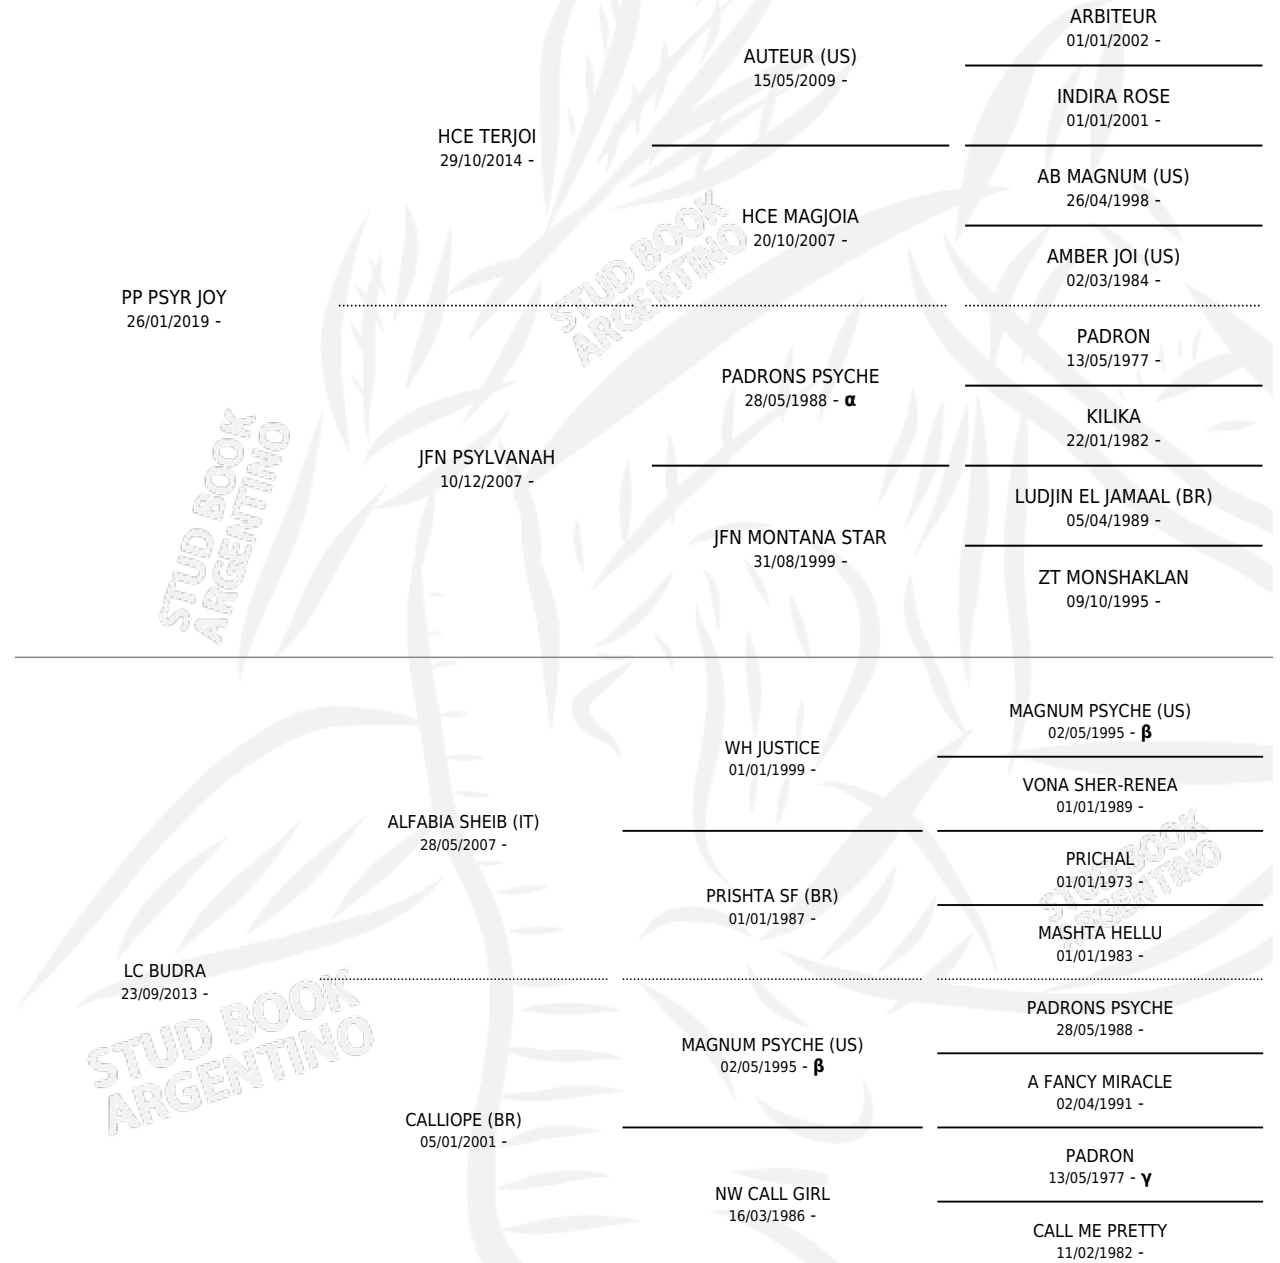 ARBITEUR
01/01/2002 -
AUTEUR (US)
15/05/2009 -
INDIRA ROSE
01/01/2001 -
HCE TERJOI
29/10/2014 -
AB MAGNUM (US)
26/04/1998 -
HCE MAGJOIA
20/10/2007 -
AMBER JOI (US)
02/03/1984 -
PP PSYR JOY
26/01/2019 -
PADRON
13/05/1977 -
PADRONS PSYCHE
28/05/1988 - α
KILIKA
22/01/1982 -
JFN PSYLVANAH
10/12/2007 -
LUDJIN EL JAMAAL (BR)
05/04/1989 -
JFN MONTANA STAR
31/08/1999 -
ZT MONSHAKLAN
09/10/1995 -
STUD BOOK
ARGENTINO
STUD BOOK
ARGENTINO
MAGNUM PSYCHE (US)
02/05/1995 - β
WH JUSTICE
01/01/1999 -
VONA SHER-RENEA
01/01/1989 -
ALFABIA SHEIB (IT)
28/05/2007 -
PRICHAL
01/01/1973 -
PRISHTA SF (BR)
01/01/1987 -
MASHTA HELLU
01/01/1983 -
STUD BOOK
ARGENTINO
LC BUDRA
23/09/2013 -
PADRONS PSYCHE
28/05/1988 -
MAGNUM PSYCHE (US)
02/05/1995 - β
A FANCY MIRACLE
02/04/1991 -
CALLIOPE (BR)
05/01/2001 -
PADRON
13/05/1977 - γ
NW CALL GIRL
16/03/1986 -
CALL ME PRETTY
11/02/1982 -
STUD BOOK
ARGENTINO